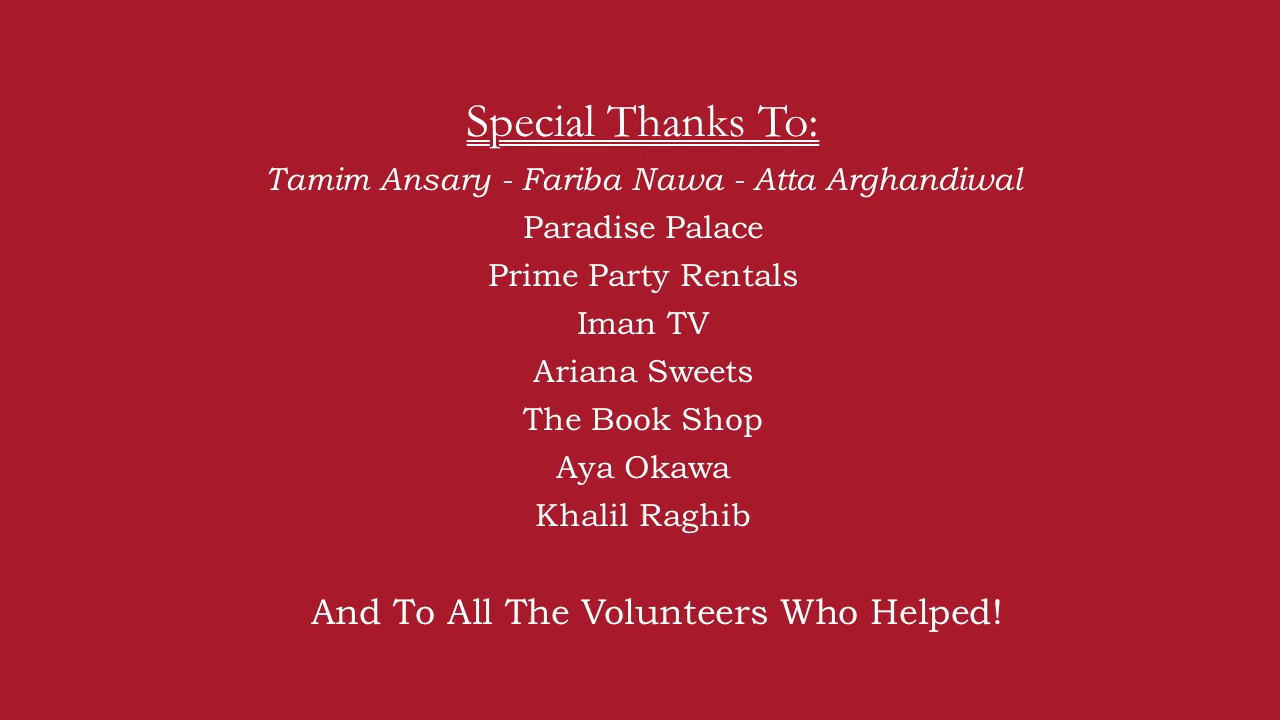 Special Thanks To:
Tamim Ansary - Fariba Nawa - Atta Arghandiwal
Paradise Palace
Prime Party Rentals
Iman TV
Ariana Sweets
The Book Shop
Aya Okawa
Khalil Raghib
And To All The Volunteers Who Helped!